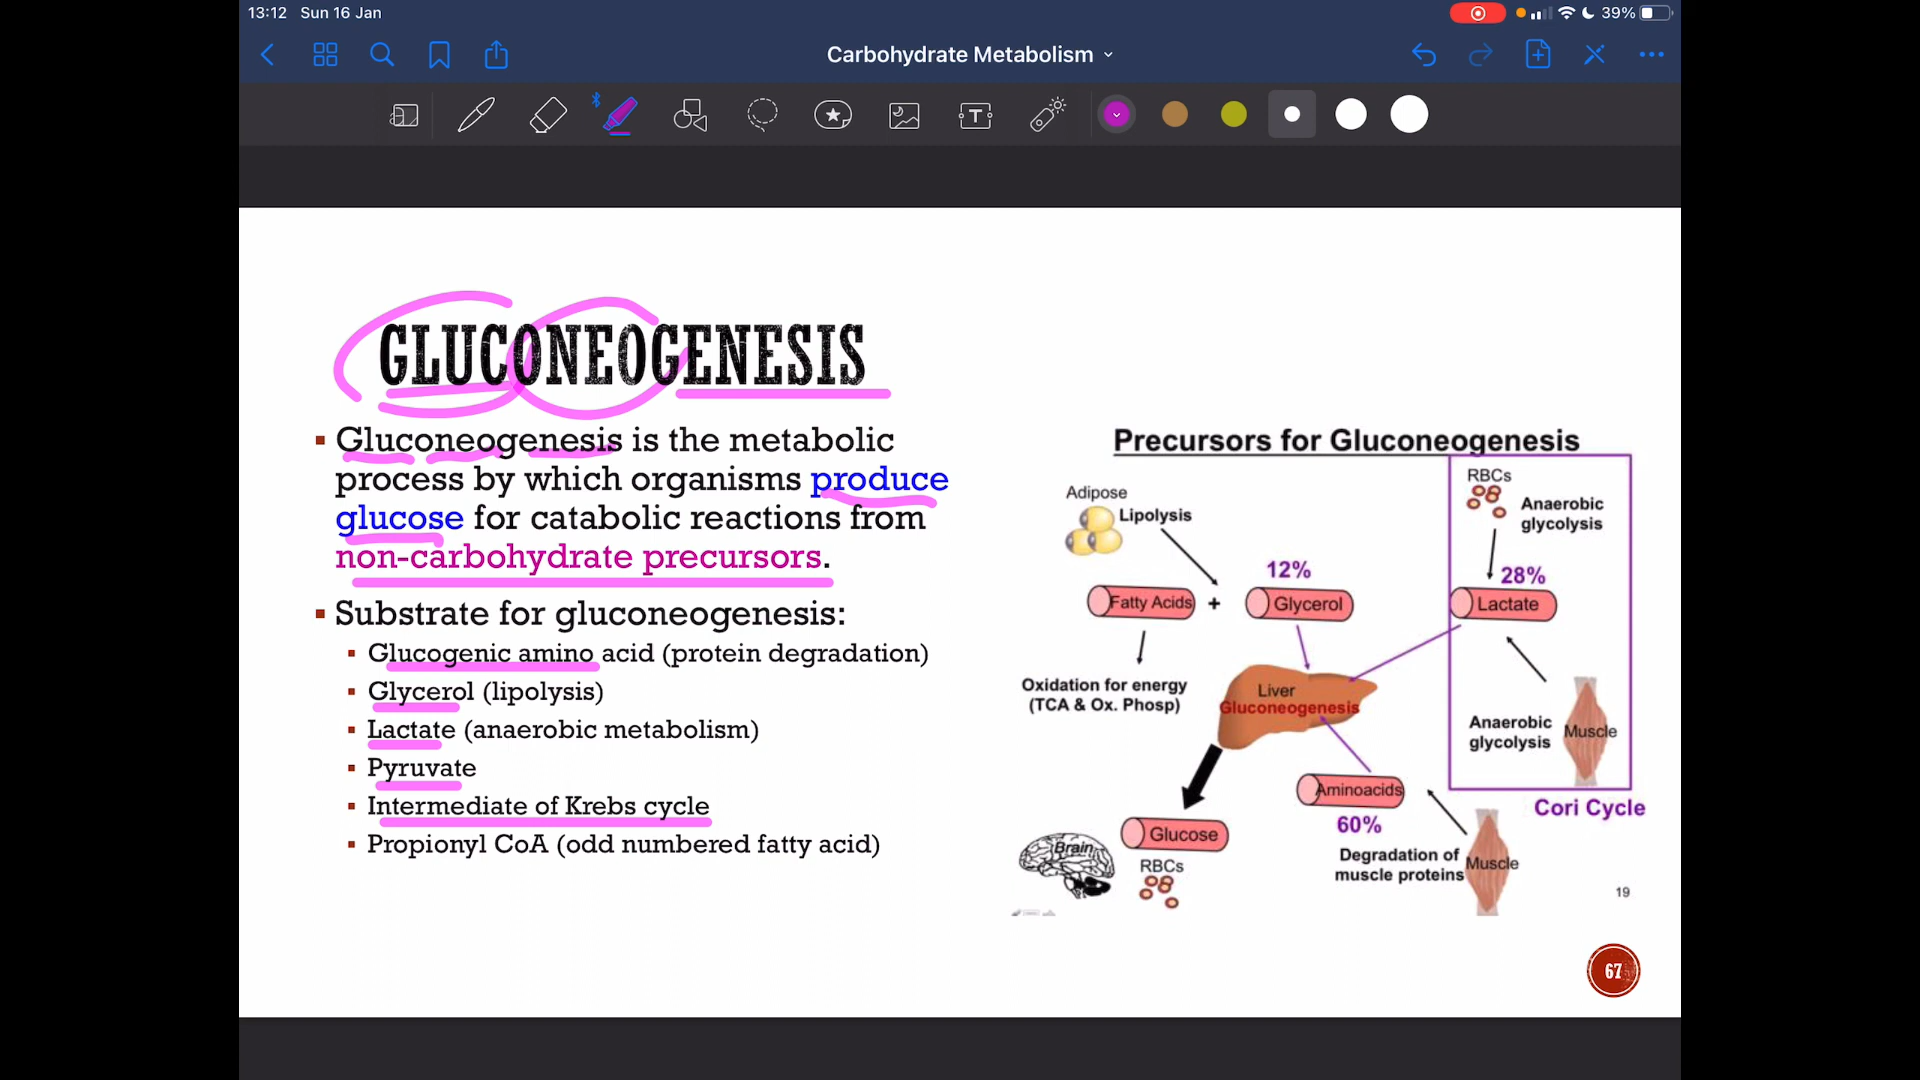 13:12 Sun 16 Jan
39%
Carbohydrate Metabolism
GLUCONEOGENESIS
▪ Gluconeogenesis is the metabolic
process by which organisms produce
glucose for catabolic reactions from
non-carbohydrate precursors.
▪ Substrate for gluconeogenesis:
▪ Glucogenic amino acid (protein degradation)
▪ Glycerol (lipolysis)
▪ Lactate (anaerobic metabolism)
▪ Pyruvate
▪ Intermediate of Krebs cycle
▪ Propionyl CoA (odd numbered fatty acid)
Precursors for Gluconeogenesis
RBCs
Anaerobic
glycolysis
Adipose
Lipolysis
12%
28%
Fatty Acids + Glycerol
Lactate
Oxidation for energy
(TCA & Ox. Phosp)
Liver
Gluconeogenesis
Anaerobic
glycolysis
Muscle
Aminoacids
60%
Cori Cycle
Glucose
Brain
RBCs
Degradation of
muscle proteins
Muscle
19
67